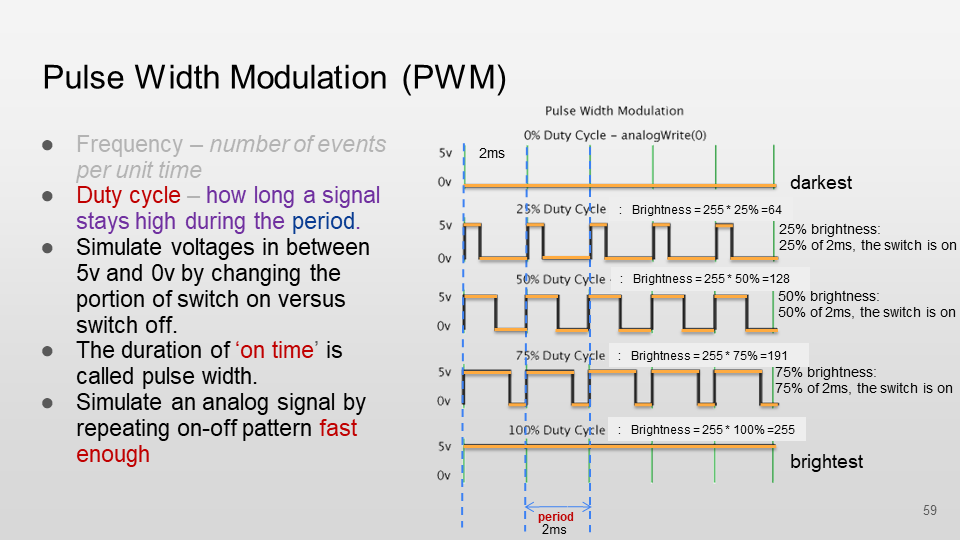 Pulse Width Modulation (PWM)
● Frequency – number of events
per unit time
● Duty cycle – how long a signal
stays high during the period.
● Simulate voltages in between
5v and 0v by changing the
portion of switch on versus
switch off.
● The duration of ‘on time’ is
called pulse width.
● Simulate an analog signal by
repeating on-off pattern fast
enough
Pulse Width Modulation
0% Duty Cycle – analogWrite(0)
5v
2ms
0v
darkest
25% Duty Cycle : Brightness = 255 * 25% =64
5v
0v
25% brightness:
25% of 2ms, the switch is on
50% Duty Cycle : Brightness = 255 * 50% =128
5v
0v
50% brightness:
50% of 2ms, the switch is on
75% Duty Cycle : Brightness = 255 * 75% =191
5v
0v
75% brightness:
75% of 2ms, the switch is on
100% Duty Cycle : Brightness = 255 * 100% =255
5v
0v
brightest
period
2ms
59